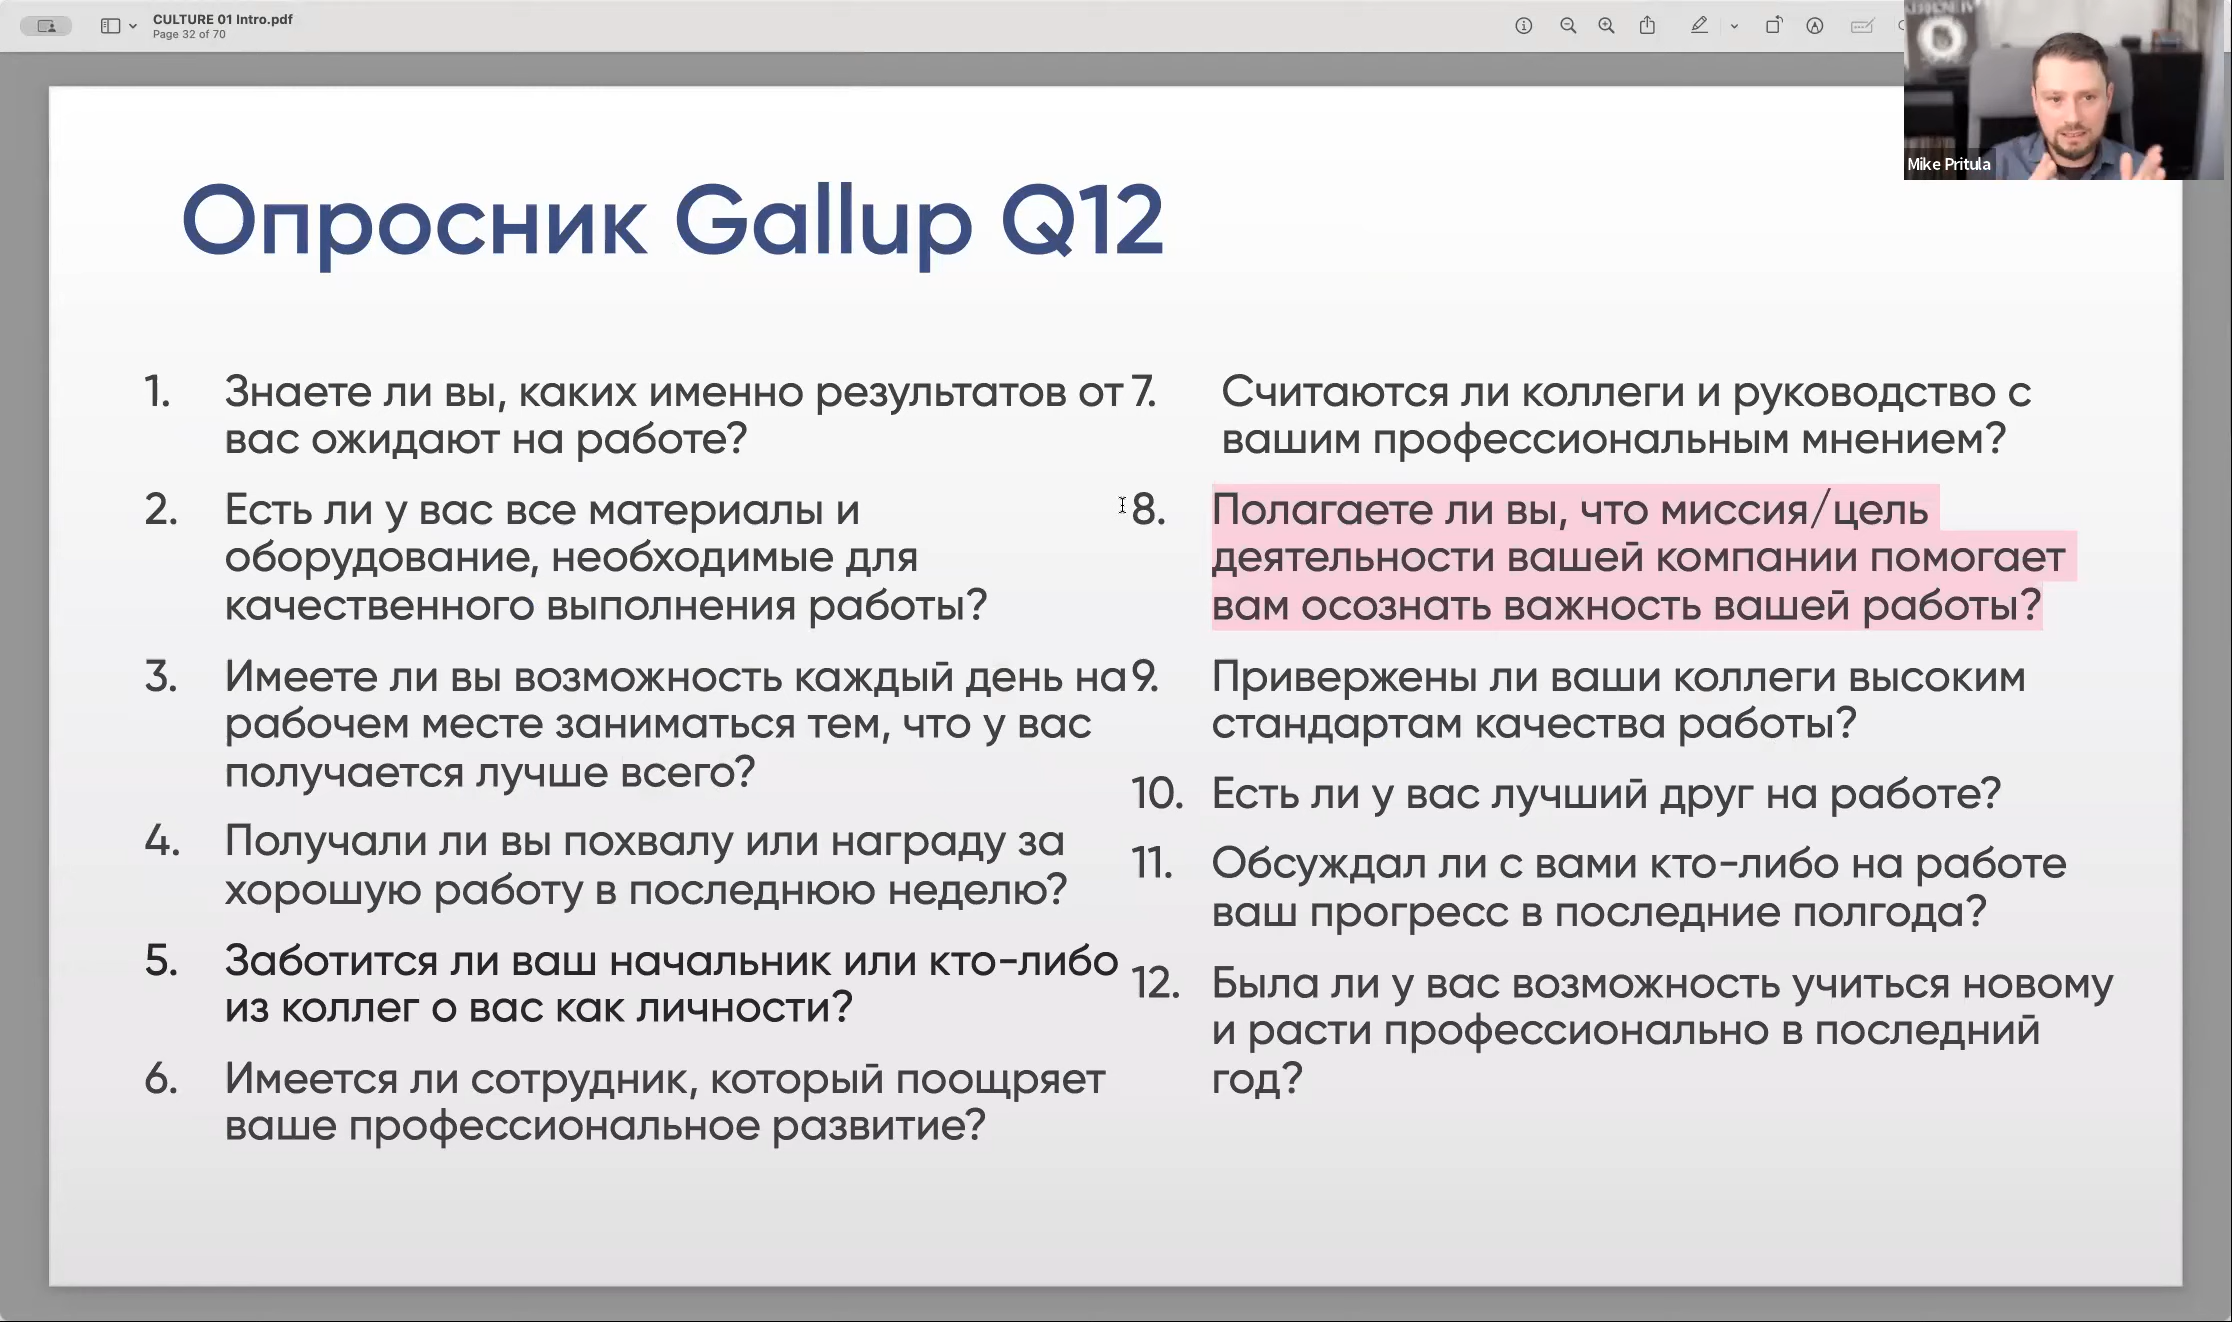 CULTURE 01 Intro.pdf
Page 32 of 70
Mike Pritula
Опросник Gallup Q12
1. Знаете ли вы, каких именно результатов от
вас ожидают на работе?
2. Есть ли у вас все материалы и
оборудование, необходимые для
качественного выполнения работы?
3. Имеете ли вы возможность каждый день на
рабочем месте заниматься тем, что у вас
получается лучше всего?
4. Получали ли вы похвалу или награду за
хорошую работу в последнюю неделю?
5. Заботится ли ваш начальник или кто-либо
из коллег о вас как личности?
6. Имеется ли сотрудник, который поощряет
ваше профессиональное развитие?
7. Считаются ли коллеги и руководство с
вашим профессиональным мнением?
8. Полагаете ли вы, что миссия/цель
деятельности вашей компании помогает
вам осознать важность вашей работы?
9. Привержены ли ваши коллеги высоким
стандартам качества работы?
10. Есть ли у вас лучший друг на работе?
11. Обсуждал ли с вами кто-либо на работе
ваш прогресс в последние полгода?
12. Была ли у вас возможность учиться новому
и расти профессионально в последний
год?